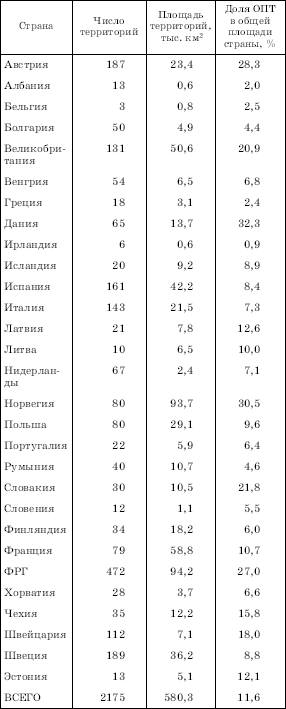 Страна Число территорий Площадь территорий, тыс. км² Доля ОПТ в общей площади страны, %
Австрия 187 23,4 28,3
Албания 13 0,6 2,0
Бельгия 3 0,8 2,5
Болгария 50 4,9 4,4
Великобри- 131 50,6 20,9
тания
Венгрия 54 6,5 6,8
Греция 18 3,1 2,4
Дания 65 13,7 32,3
Ирландия 6 0,6 0,9
Исландия 20 9,2 8,9
Испания 161 42,2 8,4
Италия 143 21,5 7,3
Латвия 21 7,8 12,6
Литва 10 6,5 10,0
Нидерлан- 67 2,4 7,1
ды
Норвегия 80 93,7 30,5
Польша 80 29,1 9,6
Португалия 22 5,9 6,4
Румыния 40 10,7 4,6
Словакия 30 10,5 21,8
Словения 12 1,1 5,5
Финляндия 34 18,2 6,0
Франция 79 58,8 10,7
ФРГ 472 94,2 27,0
Хорватия 28 3,7 6,6
Чехия 35 12,2 15,8
Швейцария 112 7,1 18,0
Швеция 189 36,2 8,8
Эстония 13 5,1 12,1
ВСЕГО 2175 580,3 11,6